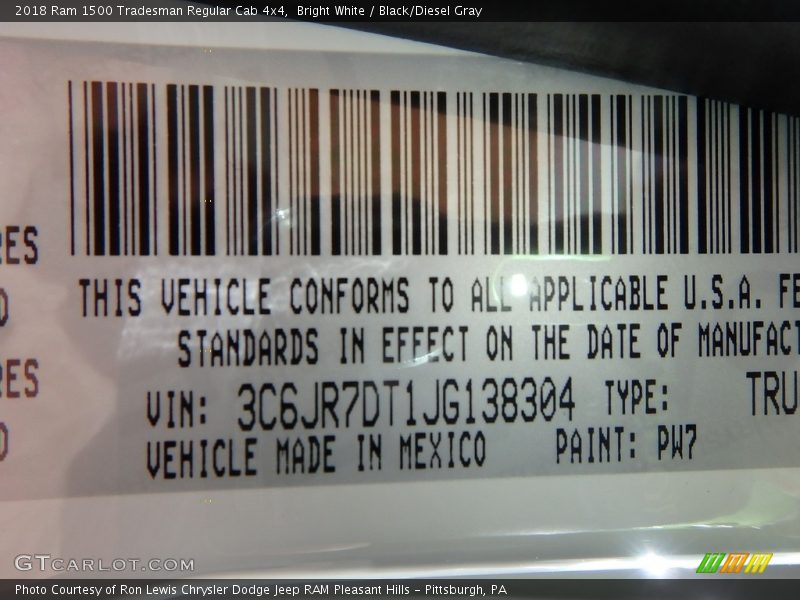 2018 Ram 1500 Tradesman Regular Cab 4x4,  Bright White / Black/Diesel Gray
THIS VEHICLE CONFORMS TO ALL APPLICABLE U.S.A. FE
STANDARDS IN EFFECT ON THE DATE OF MANUFACT
VIN: 3C6JR7DT1JG138304 TYPE: TRU
VEHICLE MADE IN MEXICO PAINT: PW7
GTCARLOT.COM
Photo Courtesy of Ron Lewis Chrysler Dodge Jeep RAM Pleasant Hills - Pittsburgh, PA